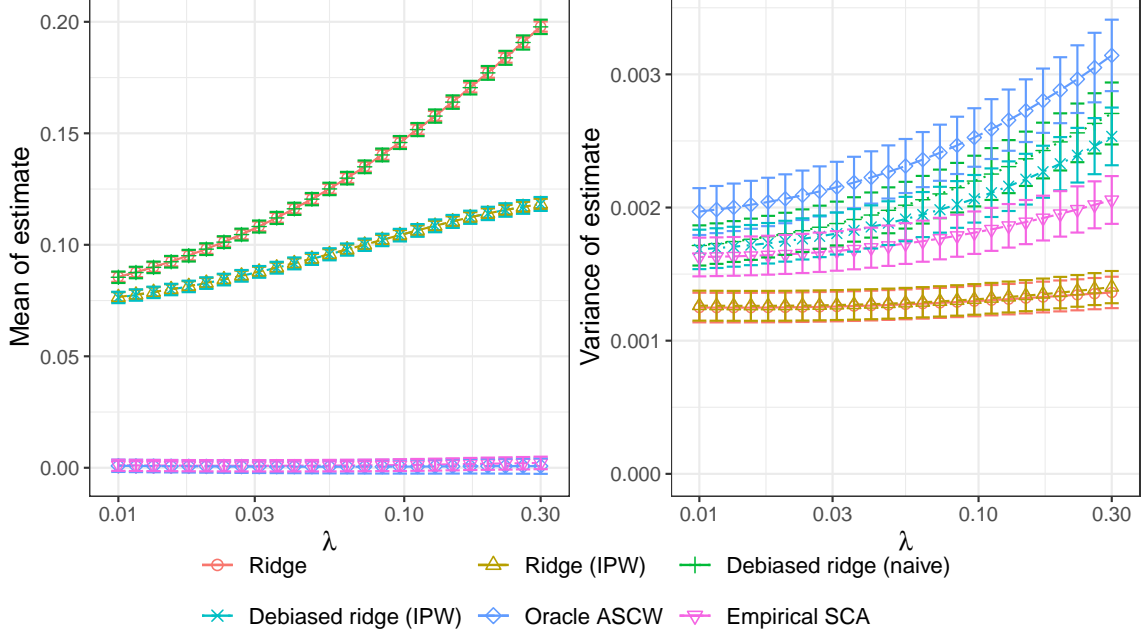 0.20
0.15
0.10
0.05
0.00
Mean of estimate
0.01
0.03
0.10
0.30
λ
0.003
0.002
0.001
0.000
Variance of estimate
0.01
0.03
0.10
0.30
λ
Ridge
Ridge (IPW)
Debiased ridge (naive)
Debiased ridge (IPW)
Oracle ASCW
Empirical SCA